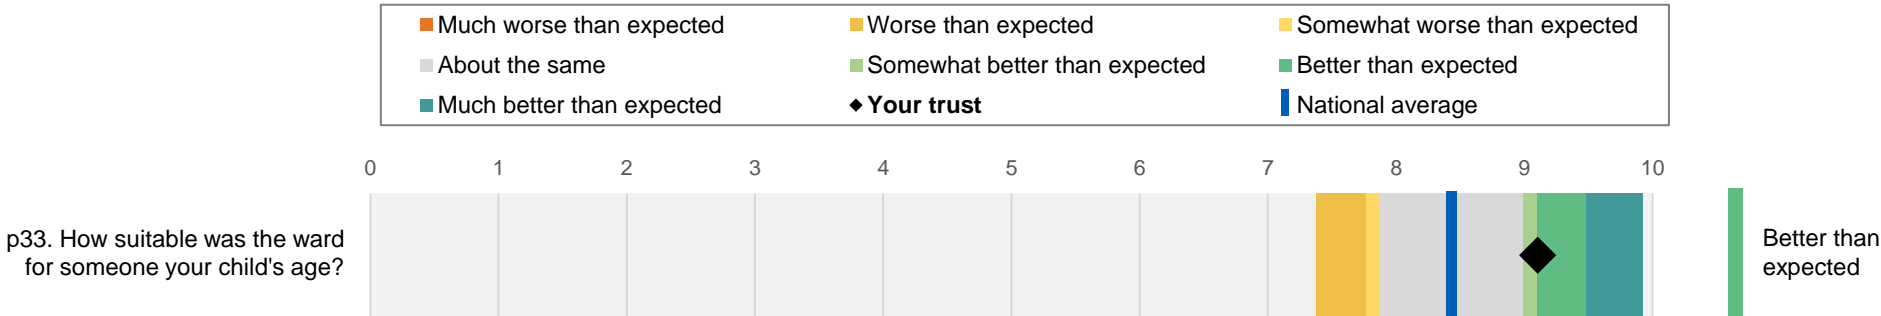 Much worse than expected
Worse than expected
Somewhat worse than expected
About the same
Somewhat better than expected
Better than expected
Much better than expected
Your trust
National average
0 1 2 3 4 5 6 7 8 9 10
p33. How suitable was the ward
for someone your child's age?
Better than
expected